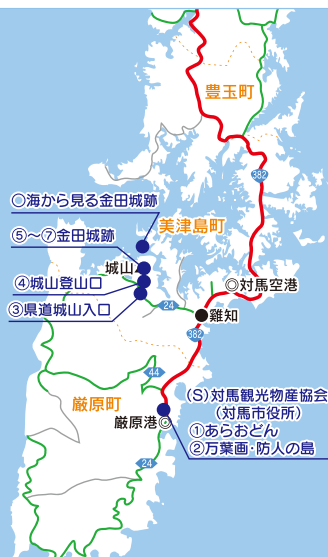 豊玉町
382
○海から見る金田城跡
美津島町
⑤～⑦金田城跡
城山
④城山登山口
◎対馬空港
③県道城山入口
24
雞知
382
44
(S)対馬観光物産協会
(対馬市役所)
厳原町
①あらおどん
厳原港◎
②万葉画・防人の島
24